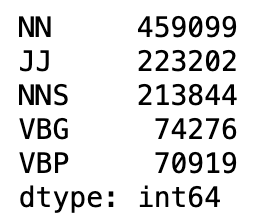 NN 459099
JJ 223202
NNS 213844
VBG 74276
VBP 70919
dtype: int64